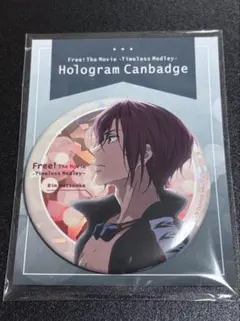 Free! The Movie -Timeless Medley-
Hologram Canbadge
Free! The Movie
-Timeless Medley-
Rin Matsuoka